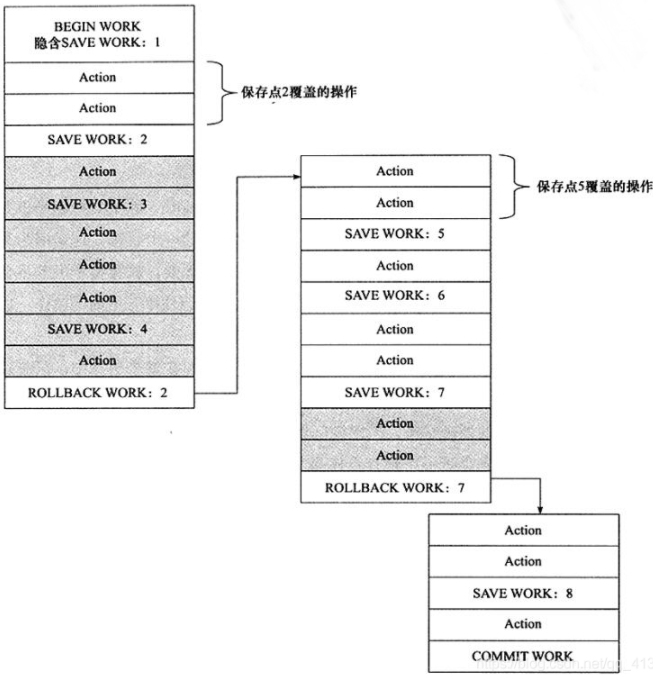 BEGIN WORK
隐含SAVE WORK：1
Action
Action
保存点2覆盖的操作
SAVE WORK：2
Action
SAVE WORK：3
Action
Action
Action
SAVE WORK：4
Action
ROLLBACK WORK：2
Action
Action
保存点5覆盖的操作
SAVE WORK：5
Action
SAVE WORK：6
Action
Action
SAVE WORK：7
Action
Action
ROLLBACK WORK：7
Action
Action
SAVE WORK：8
Action
COMMIT WORK